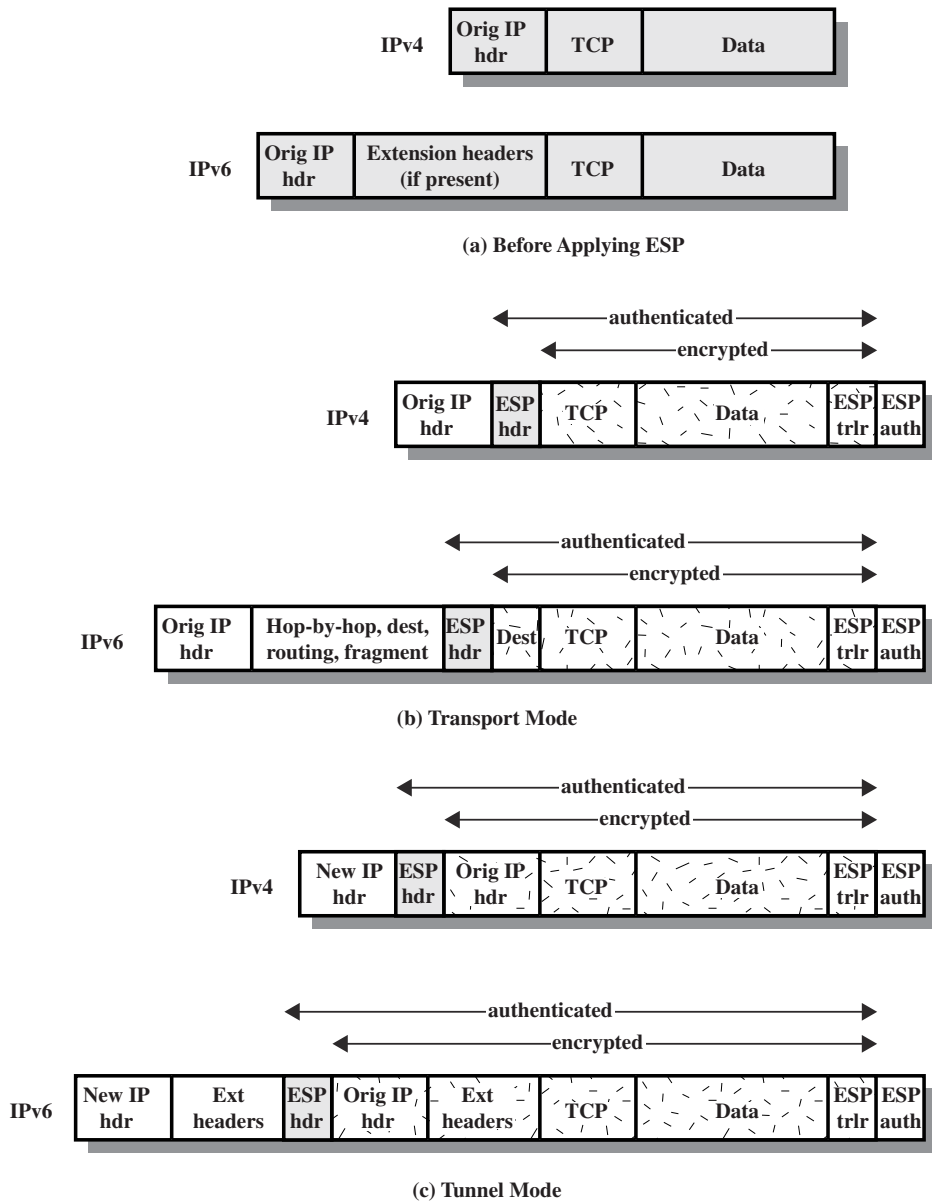 IPv4
Orig IP
hdr
TCP
Data
IPv6
Orig IP
hdr
Extension headers
(if present)
TCP
Data
(a) Before Applying ESP
authenticated
encrypted
IPv4
Orig IP
hdr
ESP
hdr
TCP
Data
ESP
trlr
ESP
auth
authenticated
encrypted
IPv6
Orig IP
hdr
Hop-by-hop, dest,
routing, fragment
ESP
hdr
Dest
TCP
Data
ESP
trlr
ESP
auth
(b) Transport Mode
authenticated
encrypted
IPv4
New IP
hdr
ESP
hdr
Orig IP
hdr
TCP
Data
ESP
trlr
ESP
auth
authenticated
encrypted
IPv6
New IP
hdr
Ext
headers
ESP
hdr
Orig IP
hdr
Ext
headers
TCP
Data
ESP
trlr
ESP
auth
(c) Tunnel Mode